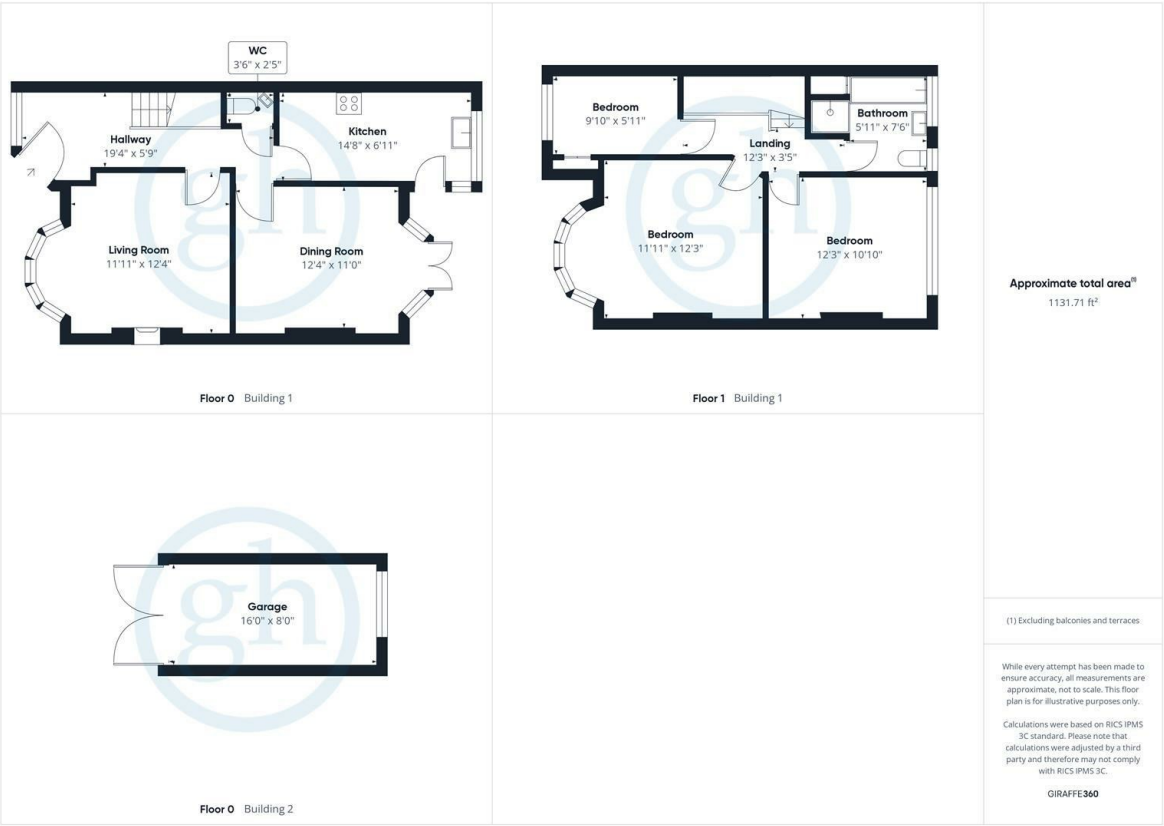 WC
3'6" x 2'5"
Hallway
19'4" x 5'9"
Kitchen
14'8" x 6'11"
Living Room
11'11" x 12'4"
Dining Room
12'4" x 11'0"
Floor 0 Building 1
Bedroom
9'10" x 5'11"
Bathroom
5'11" x 7'6"
Landing
12'3" x 3'5"
Bedroom
11'11" x 12'3"
Bedroom
12'3" x 10'10"
Floor 1 Building 1
gh
gh
Approximate total area(1)
1131.71 ft²
gh
Garage
16'0" x 8'0"
Floor 0 Building 2
(1) Excluding balconies and terraces
While every attempt has been made to
ensure accuracy, all measurements are
approximate, not to scale. This floor
plan is for illustrative purposes only.
Calculations were based on RICS IPMS
3C standard. Please note that
calculations were adjusted by a third
party and therefore may not comply
with RICS IPMS 3C.
GIRAFFE360